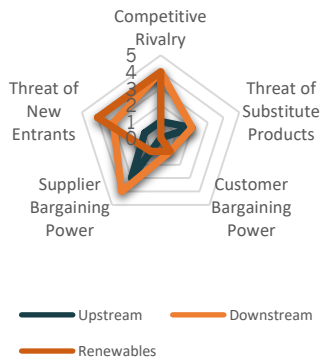 Competitive
Rivalry
5
4
3
2
1
0
Threat of
New
Entrants
Threat of
Substitute
Products
Supplier
Bargaining
Power
Customer
Bargaining
Power
Upstream
Downstream
Renewables